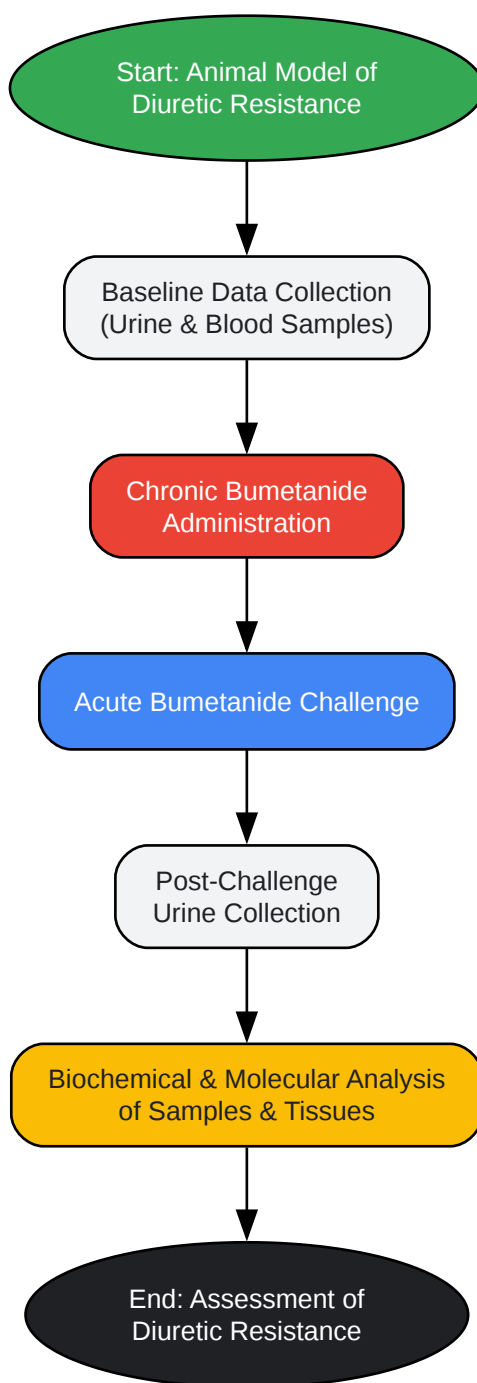 Start: Animal Model of
Diuretic Resistance
Baseline Data Collection
(Urine & Blood Samples)
Chronic Bumetanide
Administration
Acute Bumetanide Challenge
Post-Challenge
Urine Collection
Biochemical & Molecular Analysis
of Samples & Tissues
End: Assessment of
Diuretic Resistance